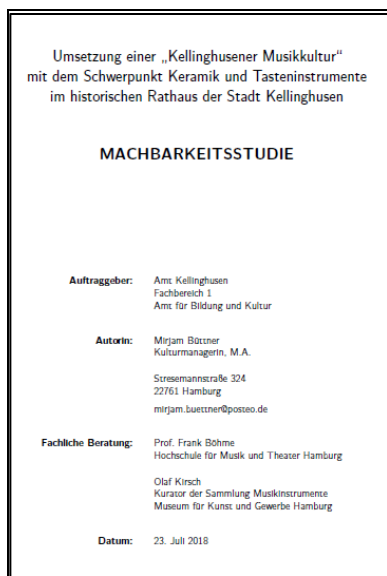 Umsetzung einer „Kellinghusener Musikkultur“
mit dem Schwerpunkt Keramik und Tasteninstrumente
im historischen Rathaus der Stadt Kellinghusen
MACHBARKEITSSTUDIE
Auftraggeber: Amt Kellinghusen
Fachbereich 1
Amt für Bildung und Kultur
Autorin: Mirjam Büttner
Kulturmanagerin, M.A.
Stresemannstraße 324
22761 Hamburg
mirjam.buettner@posteo.de
Fachliche Beratung: Prof. Frank Böhme
Hochschule für Musik und Theater Hamburg
Olaf Kirsch
Kurator der Sammlung Musikinstrumente
Museum für Kunst und Gewerbe Hamburg
Datum: 23. Juli 2018